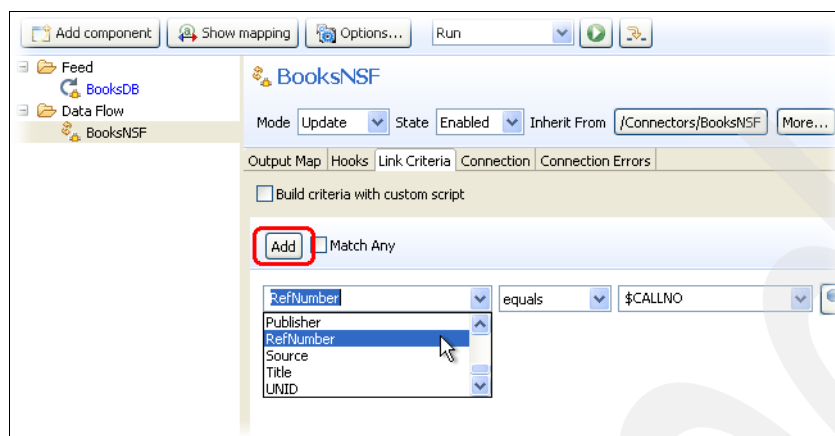 Add component Show mapping Options... Run
Feed
BooksDB
Data Flow
BooksNSF
BooksNSF
Mode Update State Enabled Inherit From /Connectors/BooksNSF More...
Output Map Hooks Link Criteria Connection Connection Errors
Build criteria with custom script
Add Match Any
RefNumber equals $CALLNO
Publisher
RefNumber
Source
Title
UNID